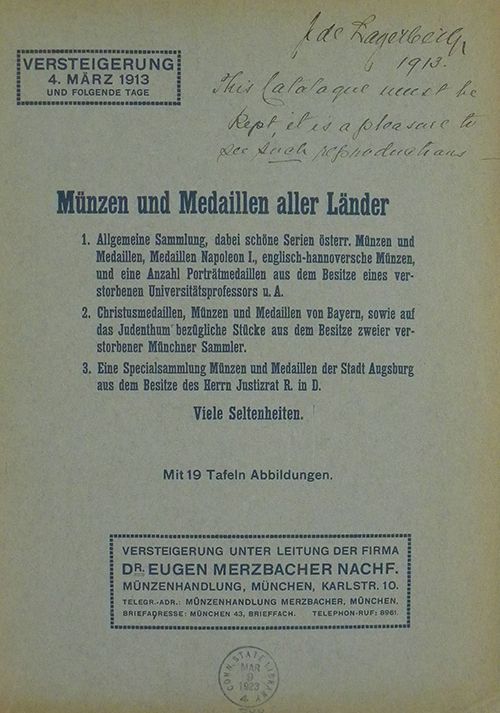 J. de Lagerberg
1913.
This Catalogue must be
Kept, it is a pleasure to
see such reproductions
VERSTEIGERUNG
4. MÄRZ 1913
UND FOLGENDE TAGE
Münzen und Medaillen aller Länder
1. Allgemeine Sammlung, dabei schöne Serien österr. Münzen und
Medaillen, Medaillen Napoleon I., englisch-hannoversche Münzen,
und eine Anzahl Porträtmedaillen aus dem Besitze eines ver-
storbenen Universitätsprofessors u. A.
2. Christusmedaillen, Münzen und Medaillen von Bayern, sowie auf
das Judenthum bezügliche Stücke aus dem Besitze zweier ver-
storbener Münchner Sammler.
3. Eine Specialsammlung Münzen und Medaillen der Stadt Augsburg
aus dem Besitze des Herrn Justizrat R. in D.
Viele Seltenheiten.
Mit 19 Tafeln Abbildungen.
VERSTEIGERUNG UNTER LEITUNG DER FIRMA
DR. EUGEN MERZBACHER NACHF.
MÜNZENHANDLUNG, MÜNCHEN, KARLSTR. 10.
TELEGR.-ADR.: MÜNZENHANDLUNG MERZBACHER, MÜNCHEN.
BRIEFADRESSE: MÜNCHEN 43, BRIEFFACH. TELEPHON-RUF: 8961.
CONN. STATE LIBRARY
MAR
9
1923